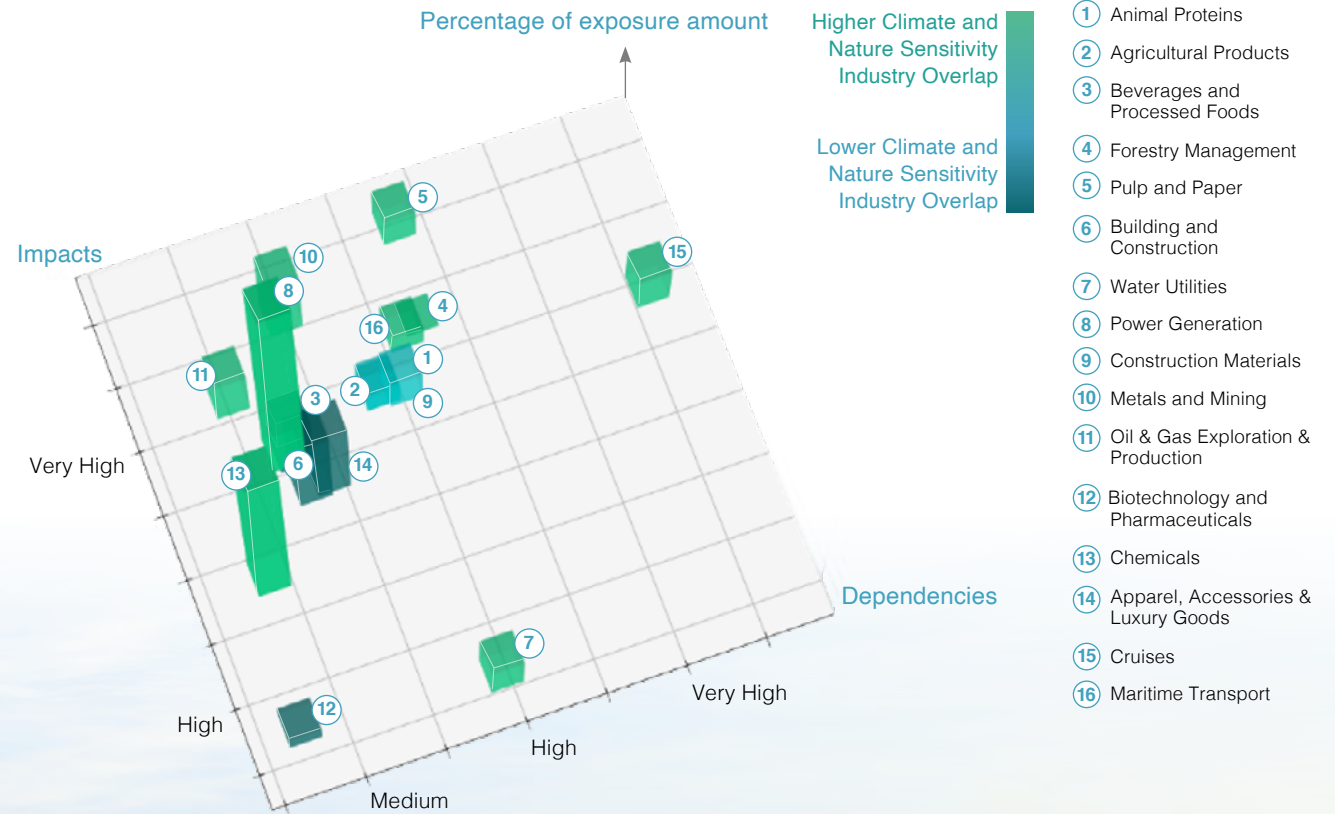 Percentage of exposure amount
Higher Climate and
Nature Sensitivity
Industry Overlap
Lower Climate and
Nature Sensitivity
Industry Overlap
Impacts
Very High
High
Medium
High
Very High
Dependencies
5
10
15
8
4
16
11
1
2
3
9
6
14
13
7
12
1 Animal Proteins
2 Agricultural Products
3 Beverages and
Processed Foods
4 Forestry Management
5 Pulp and Paper
6 Building and
Construction
7 Water Utilities
8 Power Generation
9 Construction Materials
10 Metals and Mining
11 Oil & Gas Exploration &
Production
12 Biotechnology and
Pharmaceuticals
13 Chemicals
14 Apparel, Accessories &
Luxury Goods
15 Cruises
16 Maritime Transport